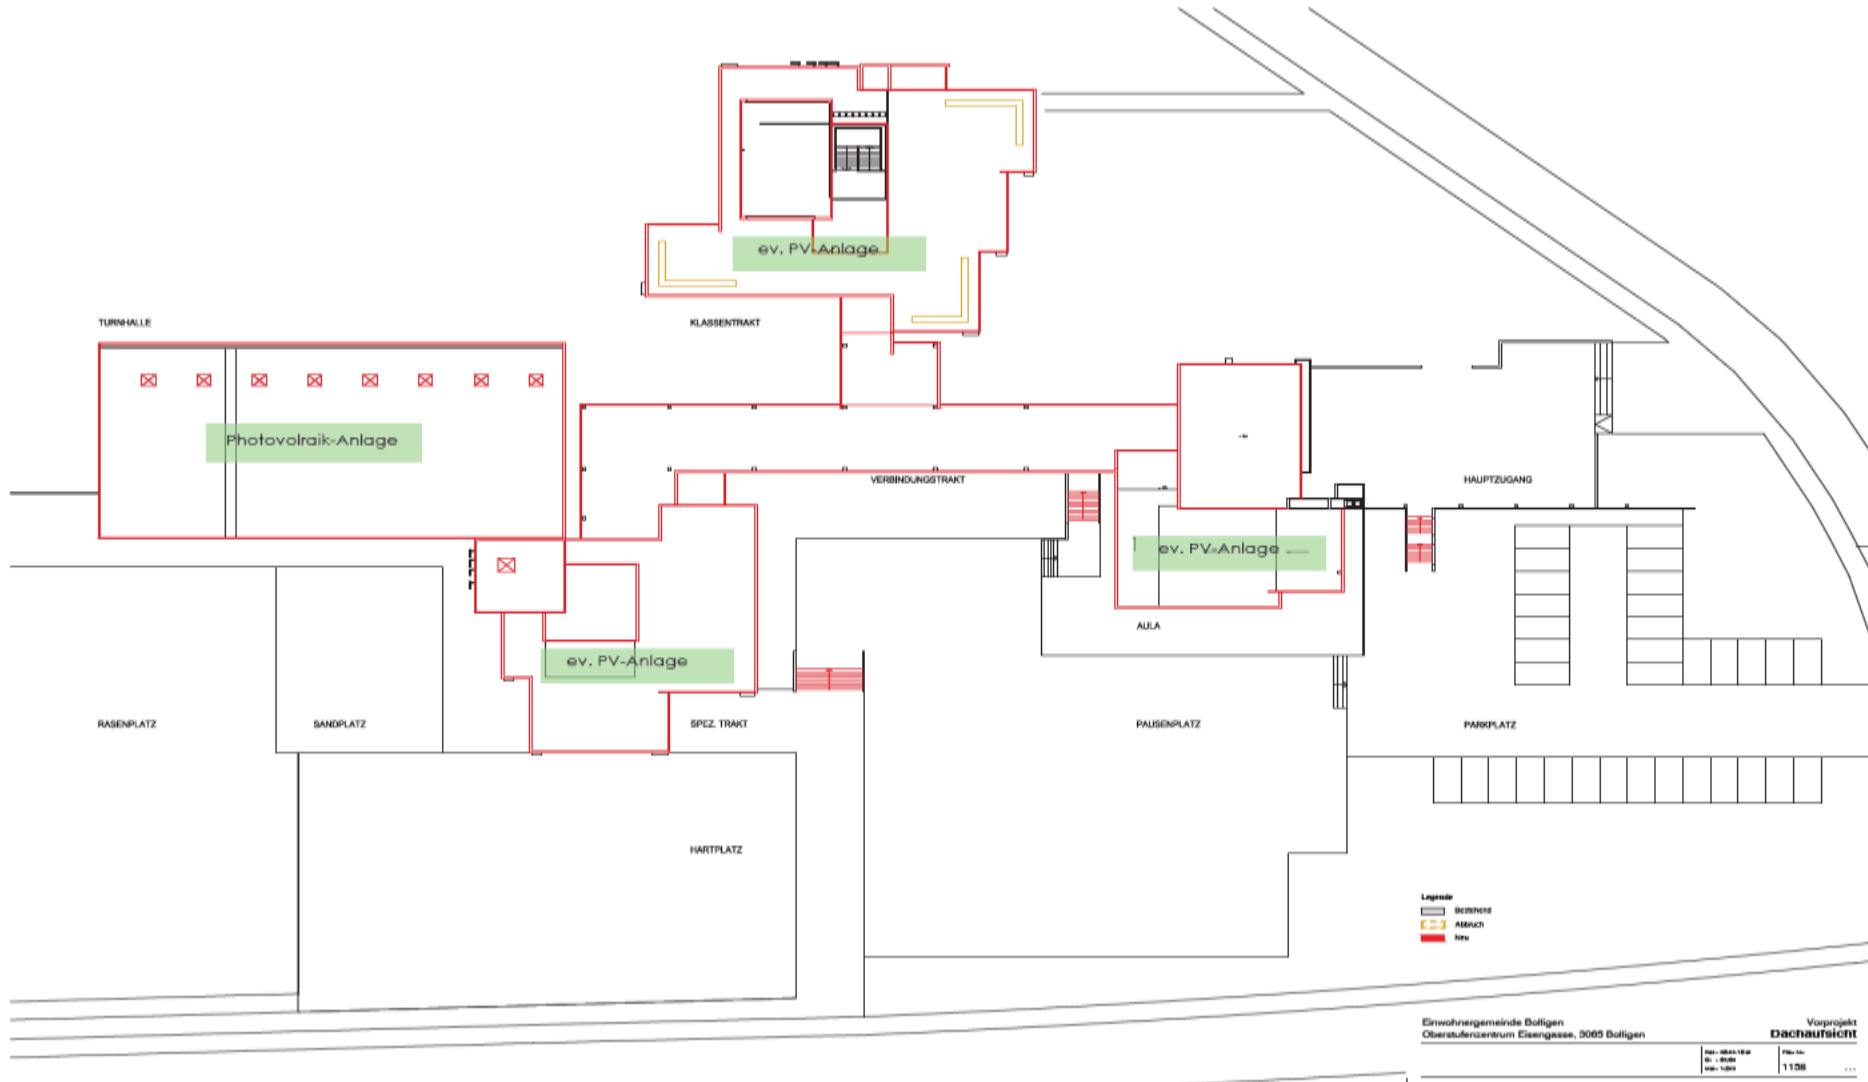 ev. PV-Anlage
TURNHALLE
KLASSENTRAKT
Photovolraik-Anlage
VERBINDUNGSTRAKT
HAUPTZUGANG
ev. PV-Anlage
AULA
ev. PV-Anlage
RASENPLATZ
SANDPLATZ
SPEZ. TRAKT
PAUSENPLATZ
PARKPLATZ
HARTPLATZ
Legende
Bestehend
Abbruch
Neu
Einwohnergemeinde Bolligen
Vorprojekt
Oberstufenzentrum Eisengasse, 3065 Bolligen
Dachaufsicht
1138